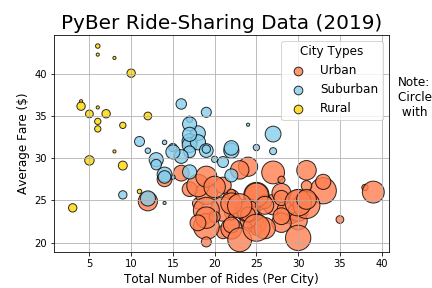 PyBer Ride-Sharing Data (2019)
City Types
Urban
Suburban
Rural
Note:
Circle
with
Average Fare ($)
40
35
30
25
20
5
10
15
20
25
30
35
40
Total Number of Rides (Per City)